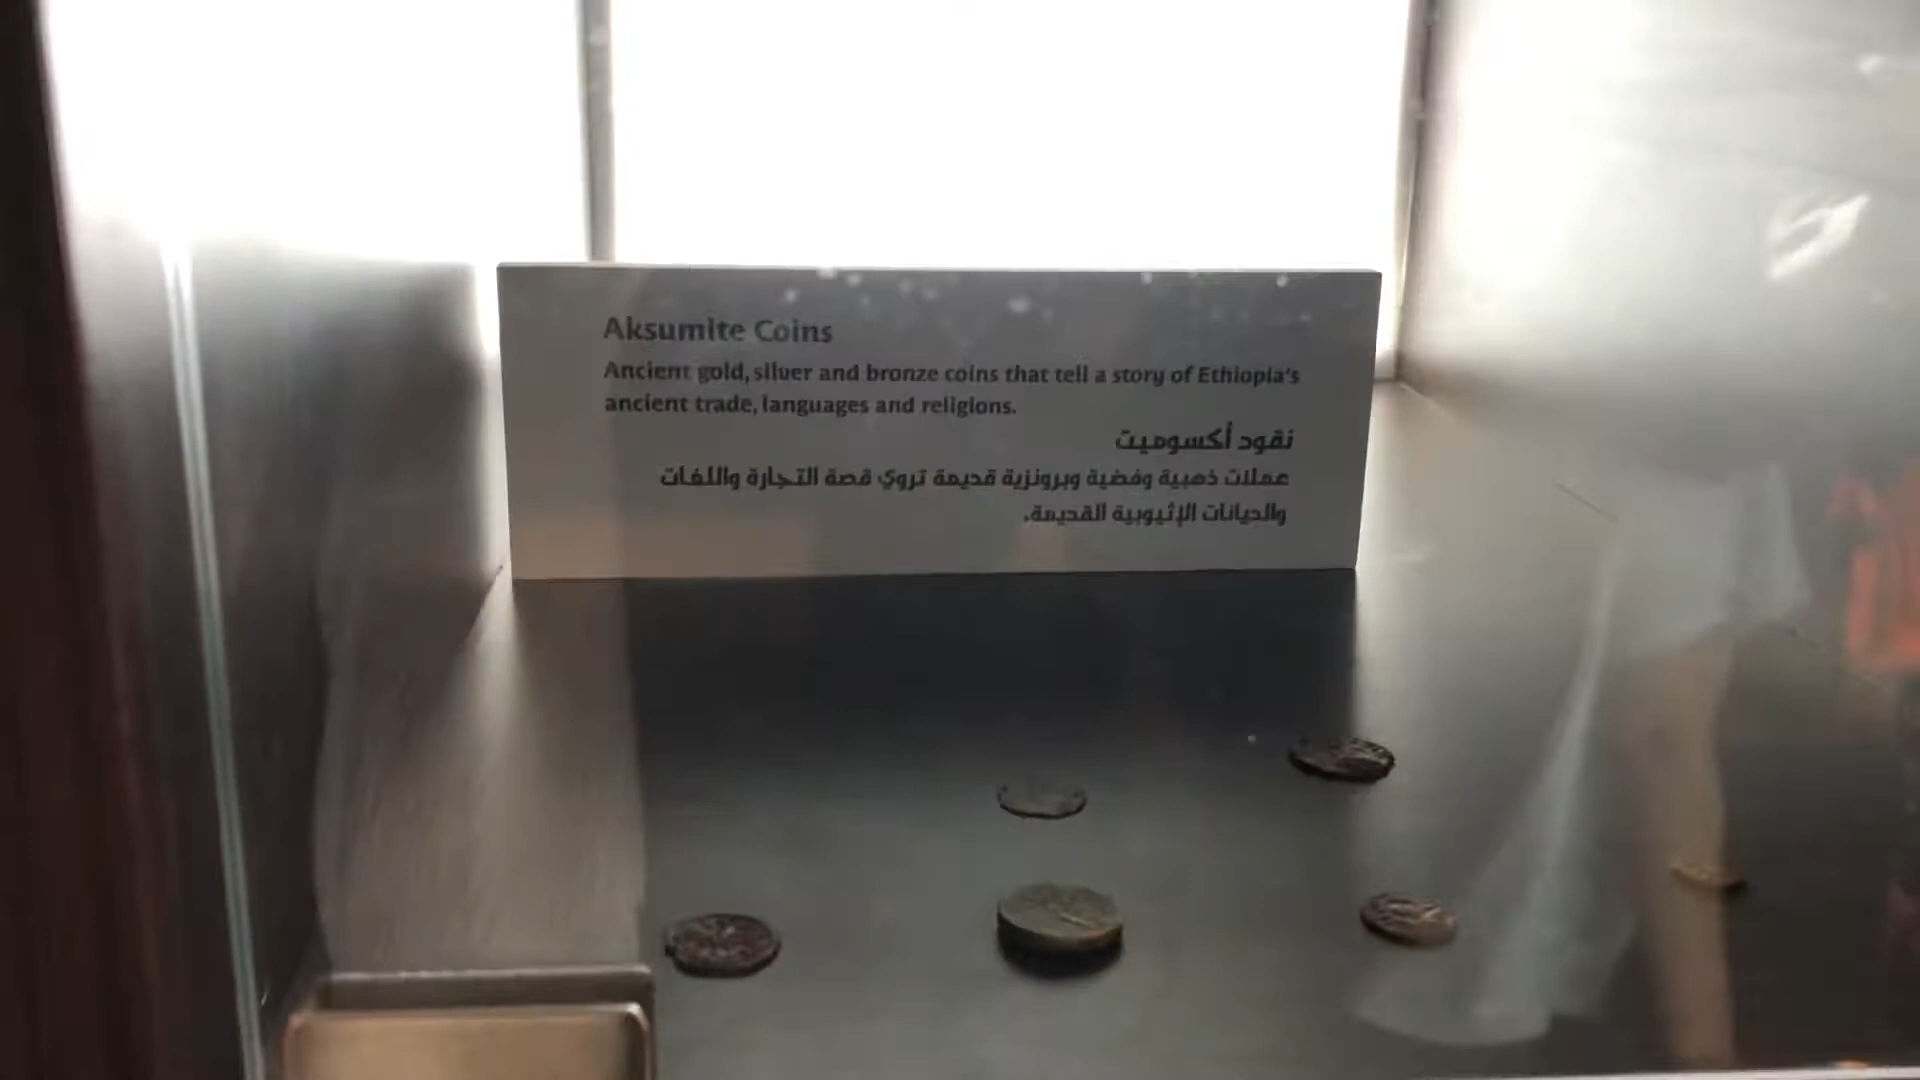 Aksumite Coins
Ancient gold, silver and bronze coins that tell a story of Ethiopia's
ancient trade, languages and religions.
نقود أكسوميت
عملات ذهبية وفضية وبرونزية قديمة تروي قصة التجارة واللغات
والديانات الإثيوبية القديمة.